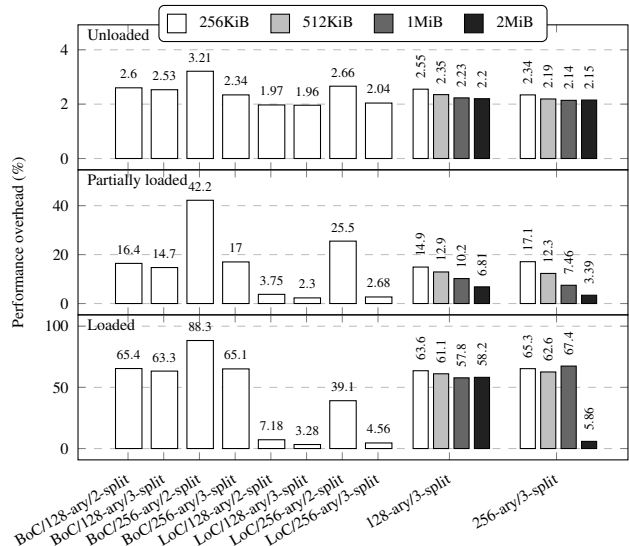 256KiB 512KiB 1MiB 2MiB
Unloaded
4
2
0
2.6 2.53 3.21 2.34 1.97 1.96 2.66 2.04 2.55 2.35 2.23 2.2 2.34 2.19 2.14 2.15
Performance overhead (%)
Partially loaded
40
20
0
16.4 14.7 42.2 17 3.75 2.3 25.5 2.68 14.9 12.9 10.2 6.81 17.1 12.3 7.46 3.39
Loaded
100
50
0
65.4 63.3 88.3 65.1 7.18 3.28 39.1 4.56 63.6 61.1 57.8 58.2 65.3 62.6 67.4 5.86
BoC/128-ary/2-split
BoC/128-ary/3-split
BoC/256-ary/2-split
BoC/256-ary/3-split
LoC/128-ary/2-split
LoC/128-ary/3-split
LoC/256-ary/2-split
LoC/256-ary/3-split
128-ary/3-split
256-ary/3-split